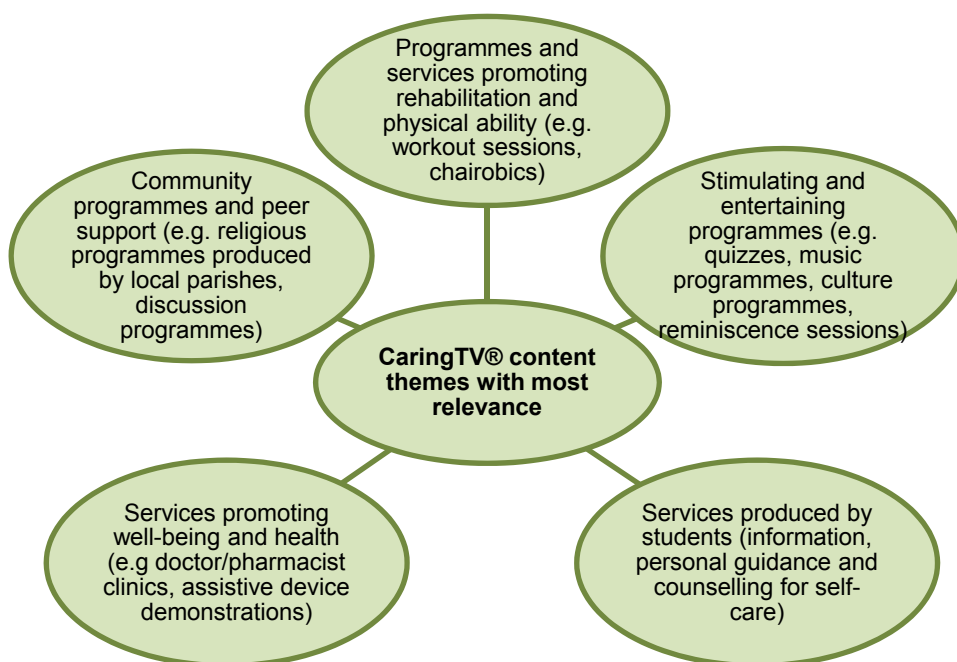 Programmes and
services promoting
rehabilitation and
physical ability (e.g.
workout sessions,
chairobics)
Community
programmes and peer
support (e.g. religious
programmes produced
by local parishes,
discussion
programmes)
Stimulating and
entertaining
programmes (e.g.
quizzes, music
programmes, culture
programmes,
reminiscence sessions)
CaringTV® content
themes with most
relevance
Services promoting
well-being and health
(e.g doctor/pharmacist
clinics, assistive device
demonstrations)
Services produced by
students (information,
personal guidance and
counselling for self-
care)